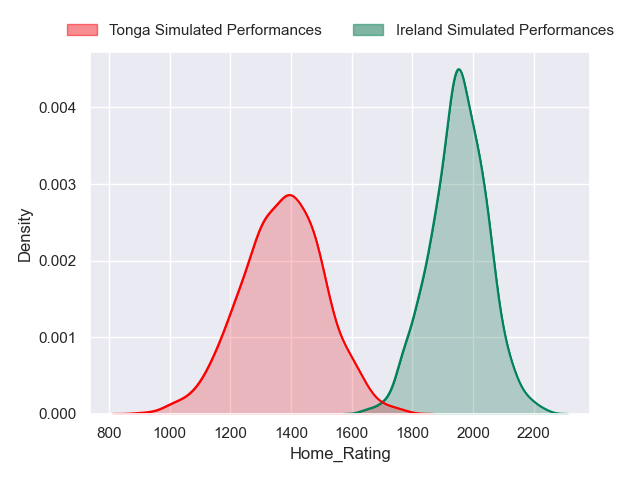 Tonga Simulated Performances Ireland Simulated Performances
0.004
0.003
0.002
0.001
0.000
Density
800 1000 1200 1400 1600 1800 2000 2200
Home_Rating